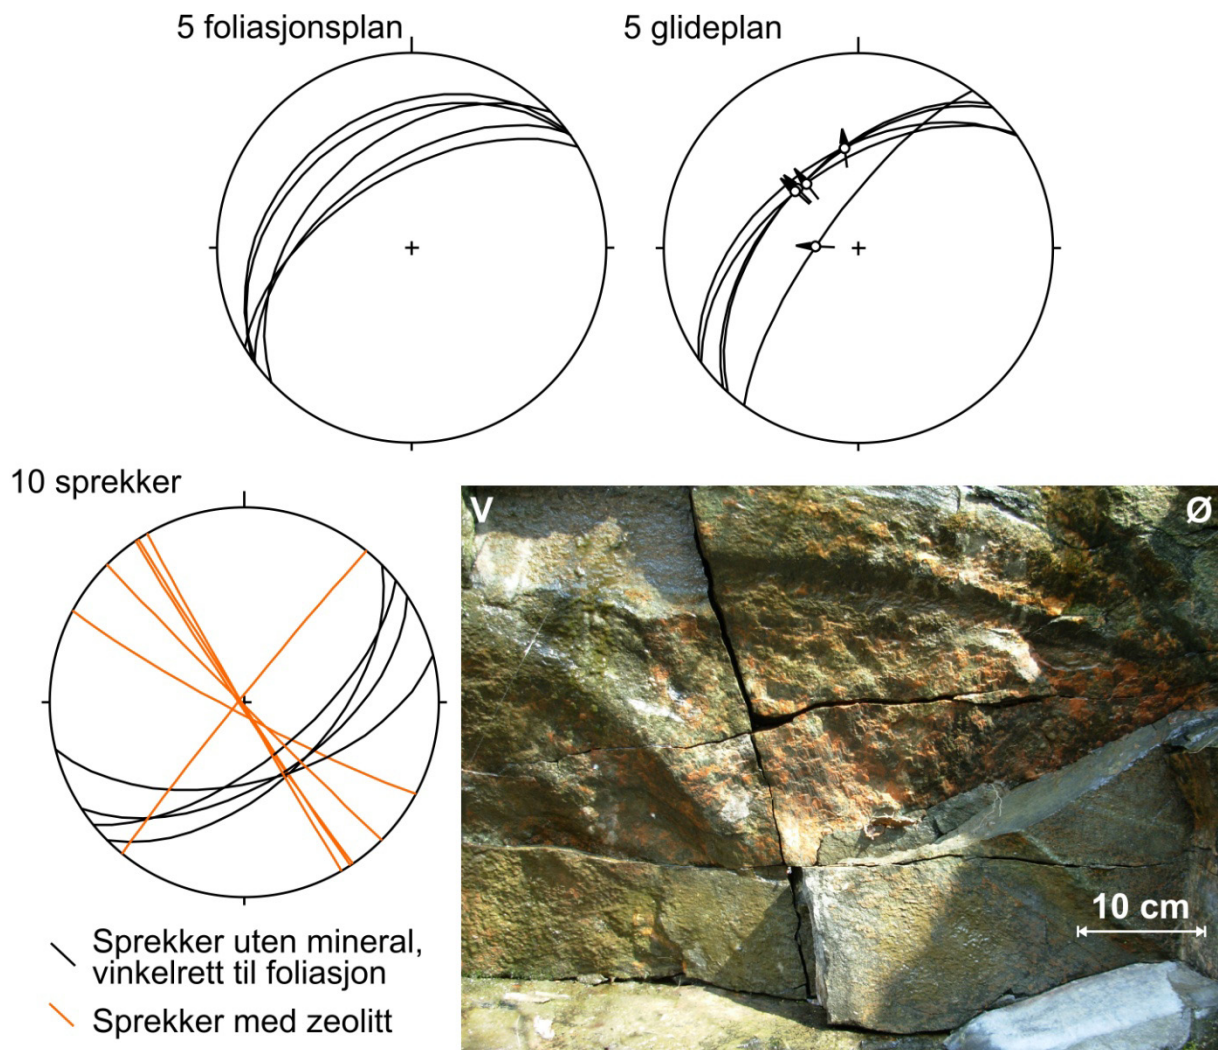 5 foliasjonsplan
5 glideplan
10 sprekker
V
Ø
10 cm
Sprekker uten mineral,
vinkelrett til foliasjon
Sprekker med zeolitt